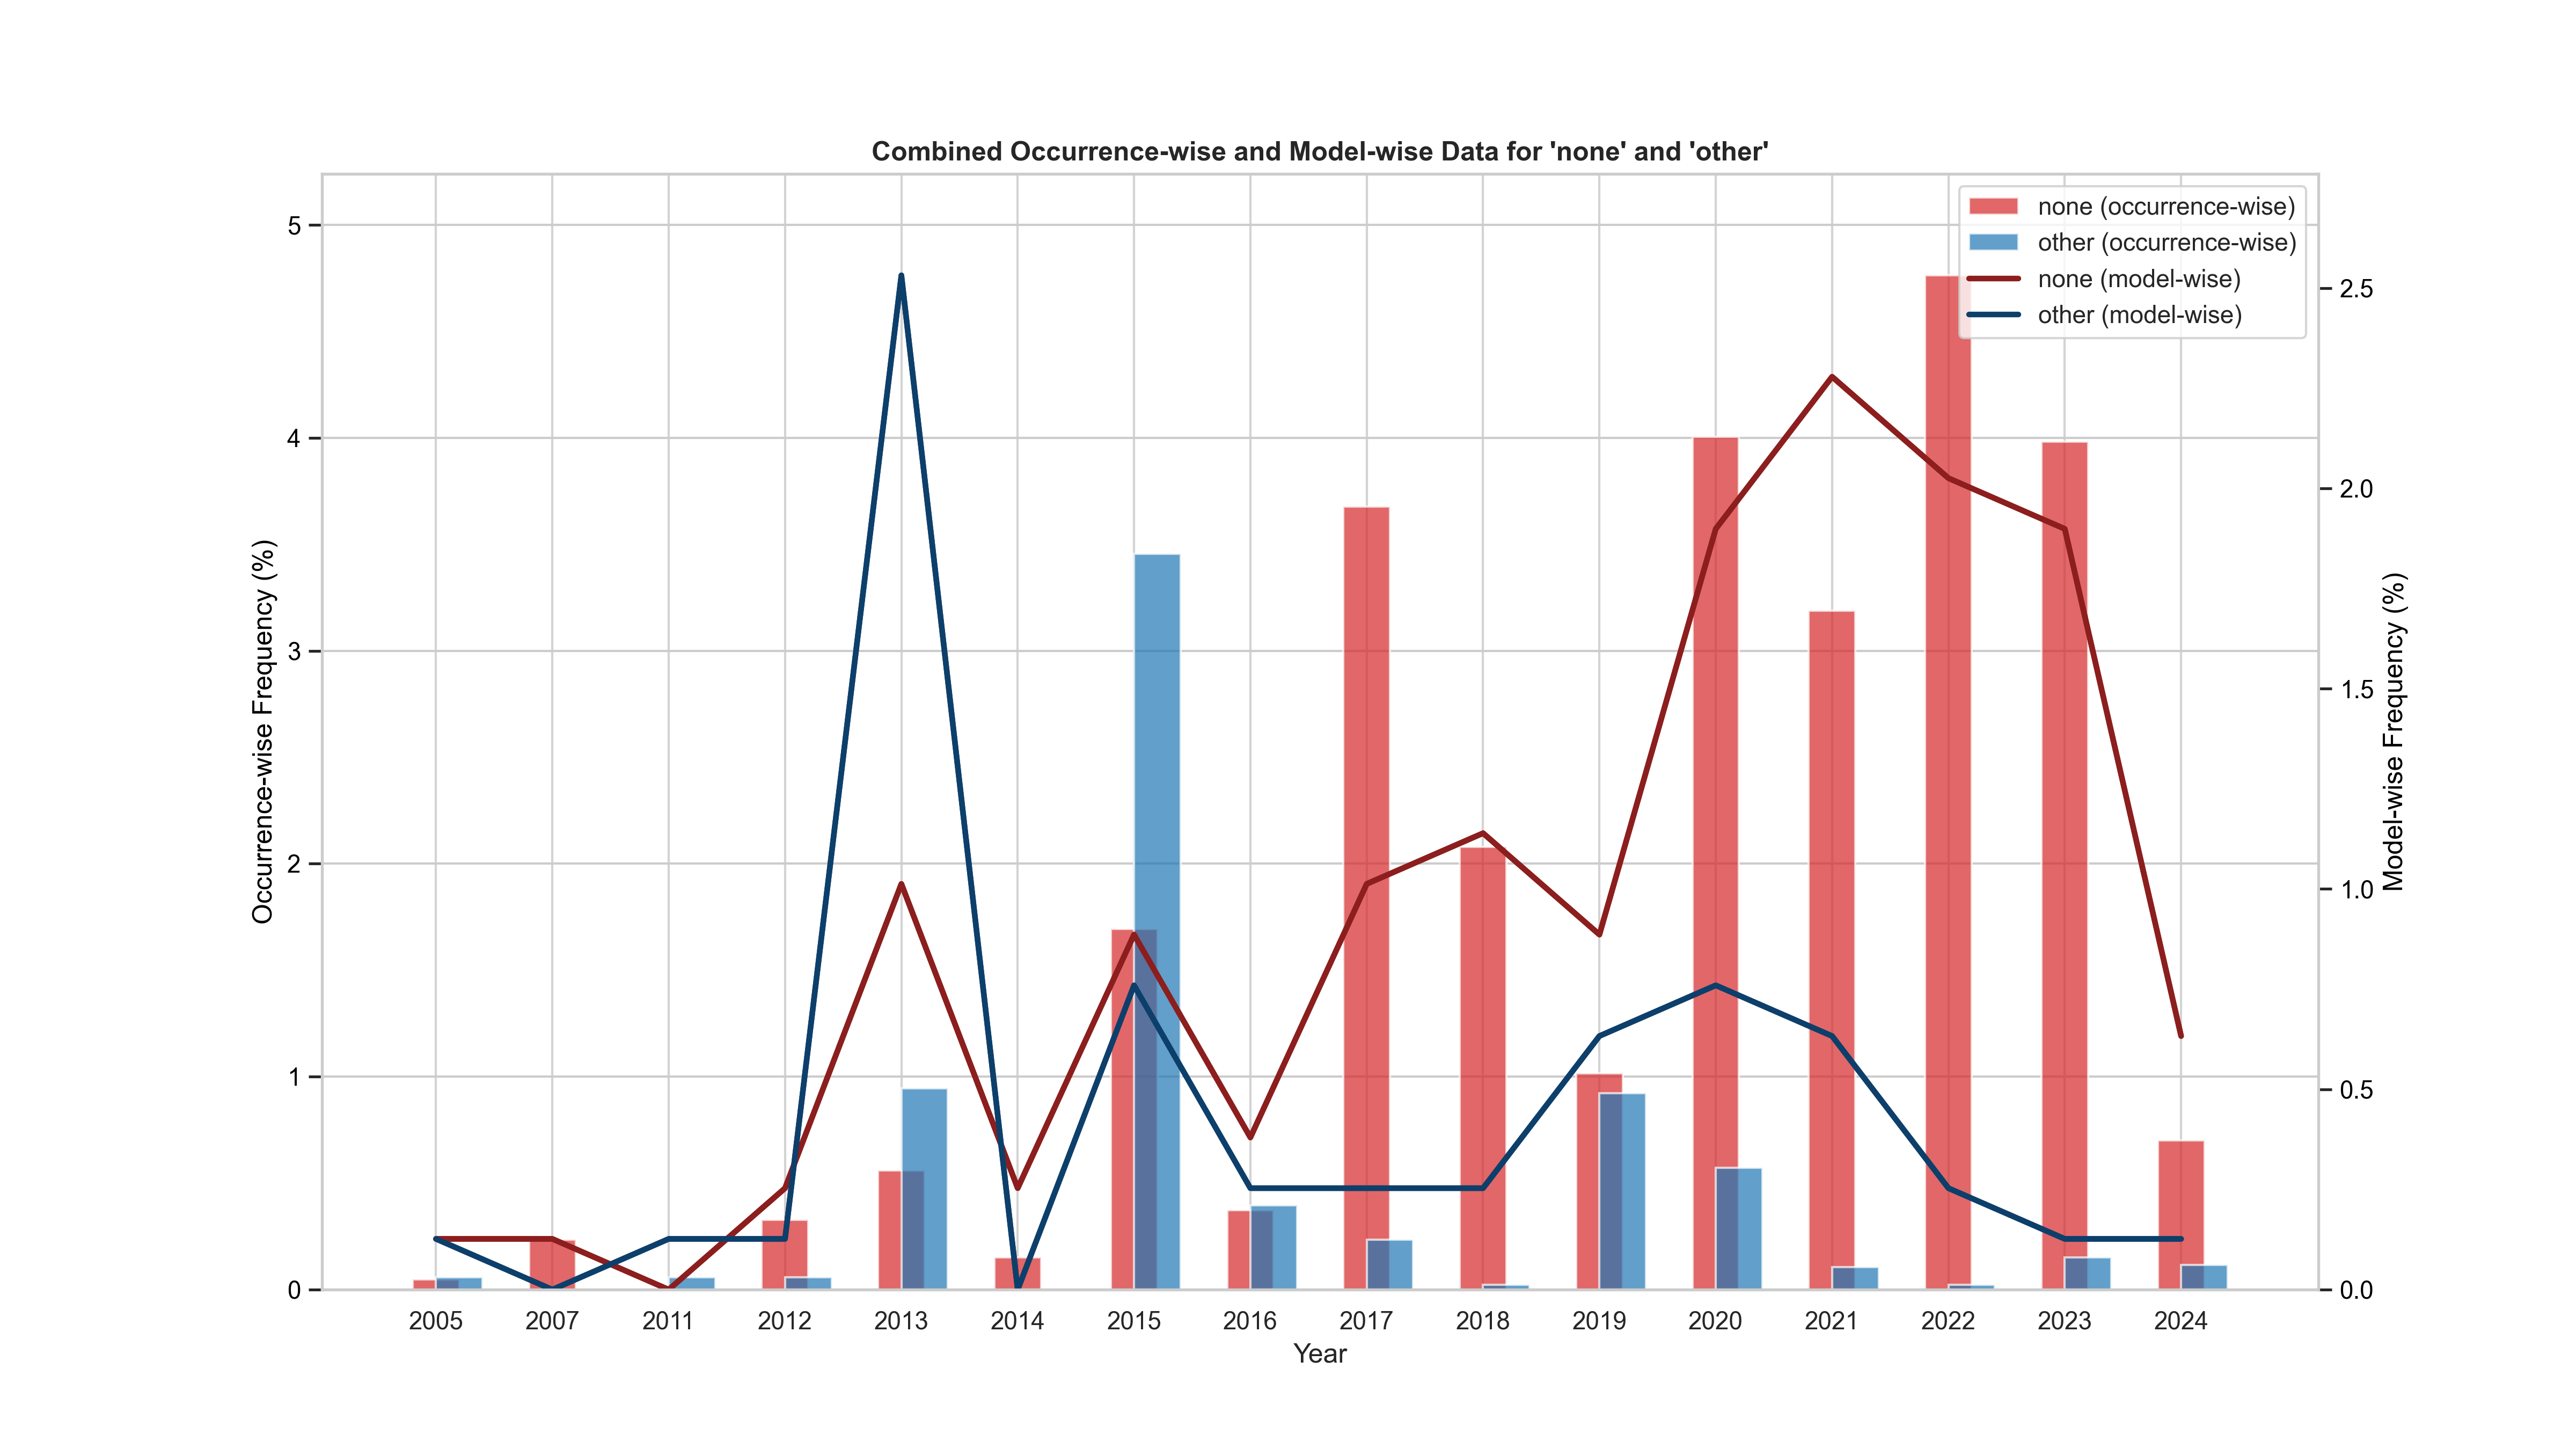 Combined Occurrence-wise and Model-wise Data for 'none' and 'other'
none (occurrence-wise)
other (occurrence-wise)
none (model-wise)
other (model-wise)
Occurrence-wise Frequency (%)
5
4
3
2
1
0
Model-wise Frequency (%)
2.5
2.0
1.5
1.0
0.5
0.0
2005 2007 2011 2012 2013 2014 2015 2016 2017 2018 2019 2020 2021 2022 2023 2024
Year